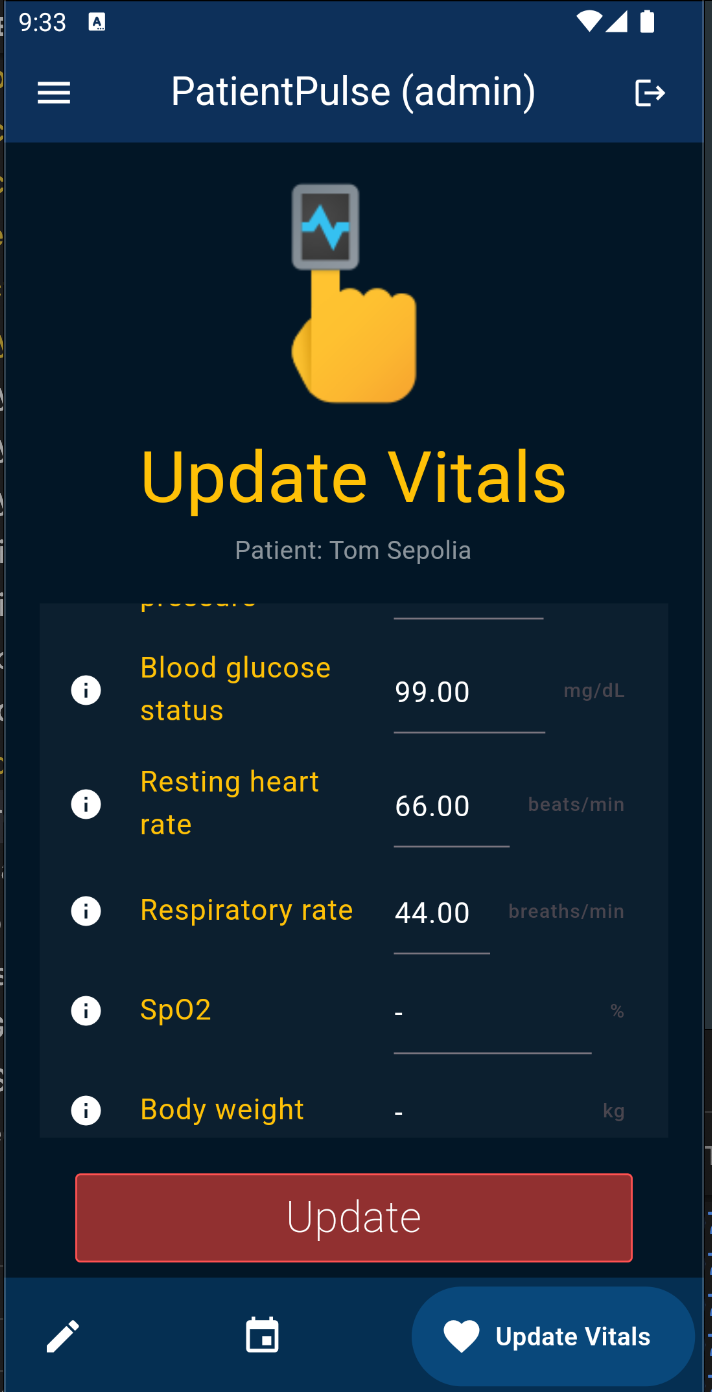 9:33 A
PatientPulse (admin)
Update Vitals
Patient: Tom Sepolia
pressure
Blood glucose
status
99.00 mg/dL
Resting heart
rate
66.00 beats/min
Respiratory rate 44.00 breaths/min
SpO2 - %
Body weight - kg
Update
Update Vitals